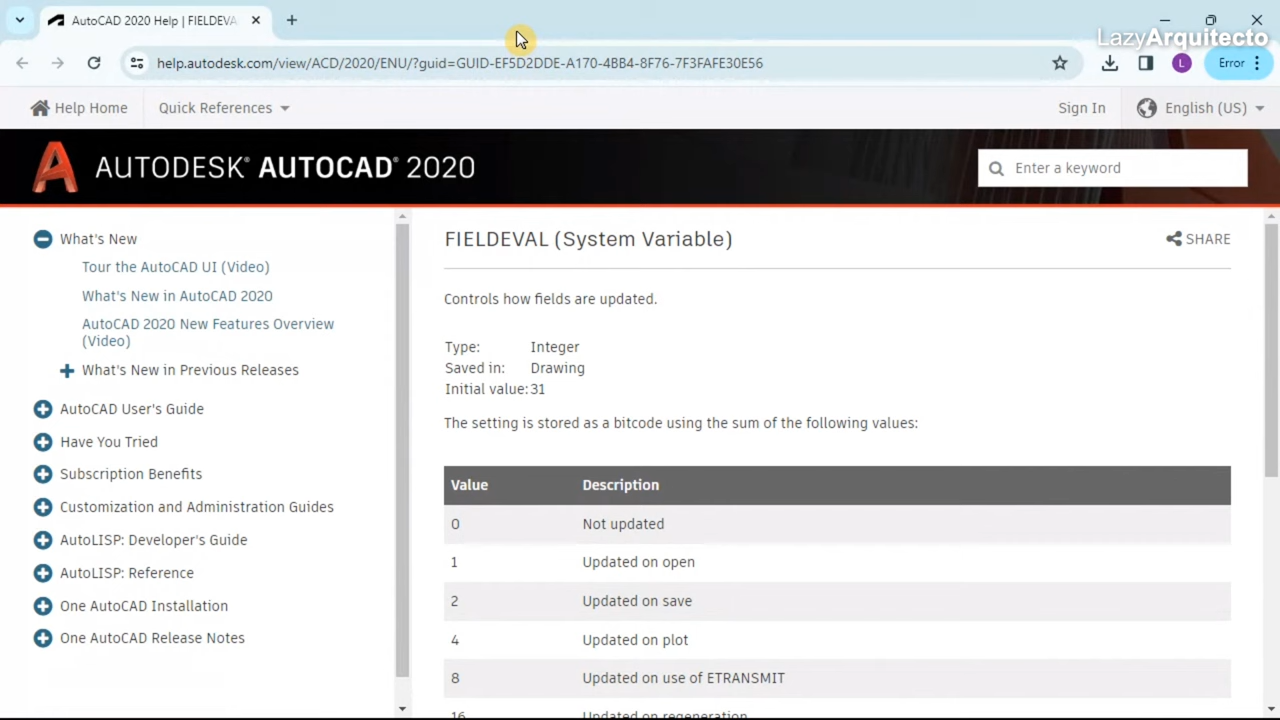 AutoCAD 2020 Help | FIELDEVA
LazyArquitecto
help.autodesk.com/view/ACD/2020/ENU/?guid=GUID-EF5D2DDE-A170-4BB4-8F76-7F3FAFE30E56
L
Error
Help Home
Quick References
Sign In
English (US)
AUTODESK® AUTOCAD® 2020
Enter a keyword
What's New
Tour the AutoCAD UI (Video)
What's New in AutoCAD 2020
AutoCAD 2020 New Features Overview
(Video)
What's New in Previous Releases
AutoCAD User's Guide
Have You Tried
Subscription Benefits
Customization and Administration Guides
AutoLISP: Developer's Guide
AutoLISP: Reference
One AutoCAD Installation
One AutoCAD Release Notes
FIELDEVAL (System Variable)
SHARE
Controls how fields are updated.
Type: Integer
Saved in: Drawing
Initial value: 31
The setting is stored as a bitcode using the sum of the following values:
Value Description
0 Not updated
1 Updated on open
2 Updated on save
4 Updated on plot
8 Updated on use of ETRANSMIT
16 Updated on regeneration